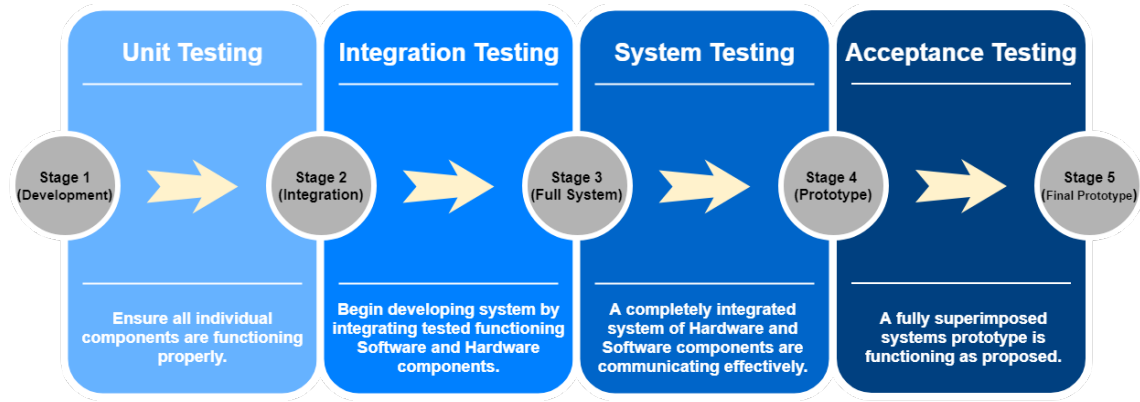 Unit Testing
Integration Testing
System Testing
Acceptance Testing
Stage 1
(Development)
Stage 2
(Integration)
Stage 3
(Full System)
Stage 4
(Prototype)
Stage 5
(Final Prototype)
Ensure all individual
components are functioning
properly.
Begin developing system by
integrating tested functioning
Software and Hardware
components.
A completely integrated
system of Hardware and
Software components are
communicating effectively.
A fully superimposed
systems prototype is
functioning as proposed.